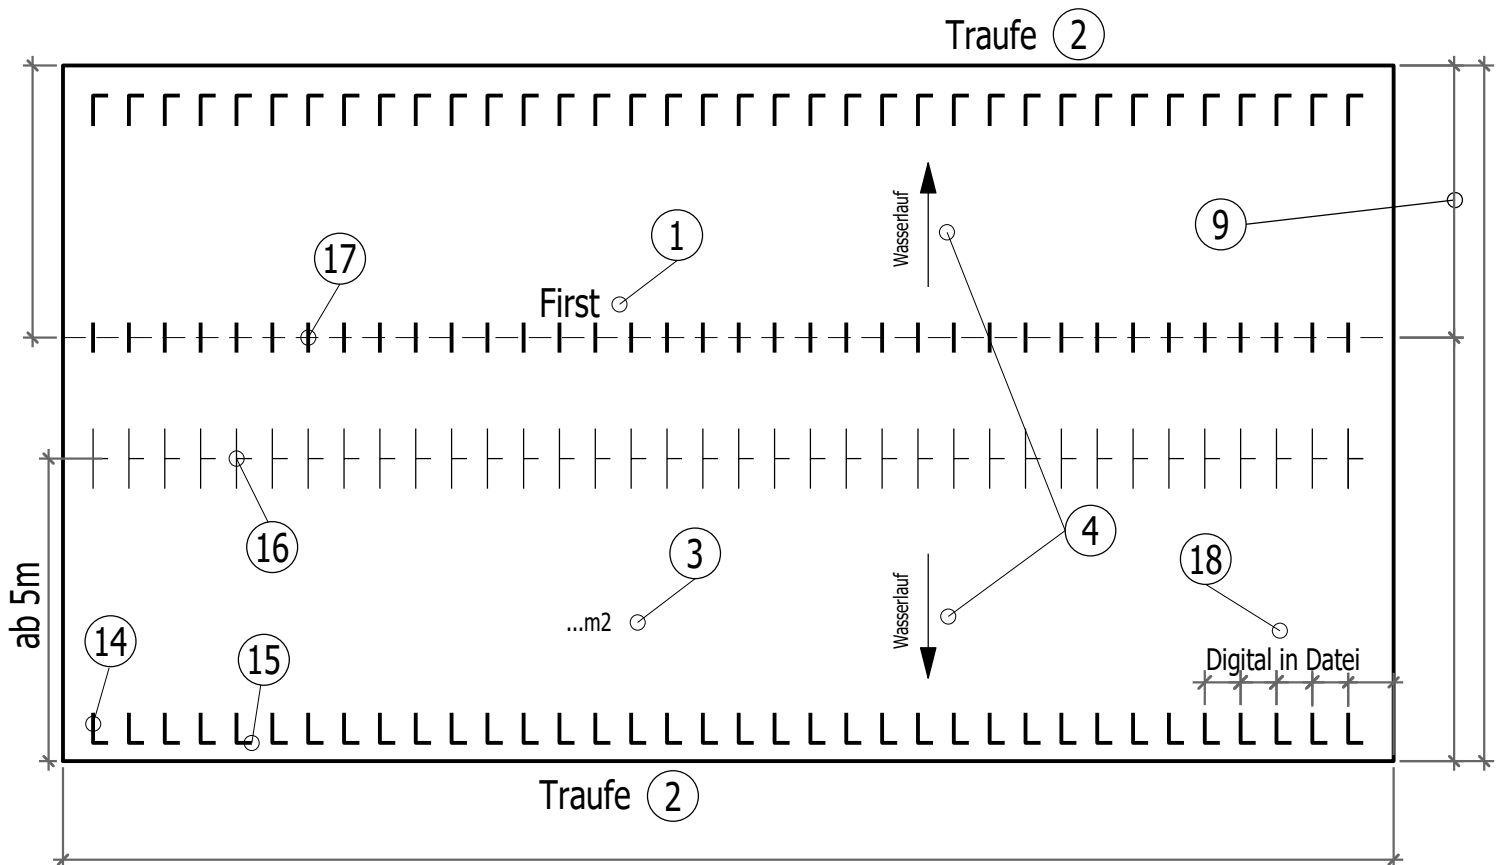 Traufe 2
Wasserlauf
9
1
17
First
16
3
4
18
ab 5m
...m2
Wasserlauf
14
15
Digital in Datei
Traufe 2